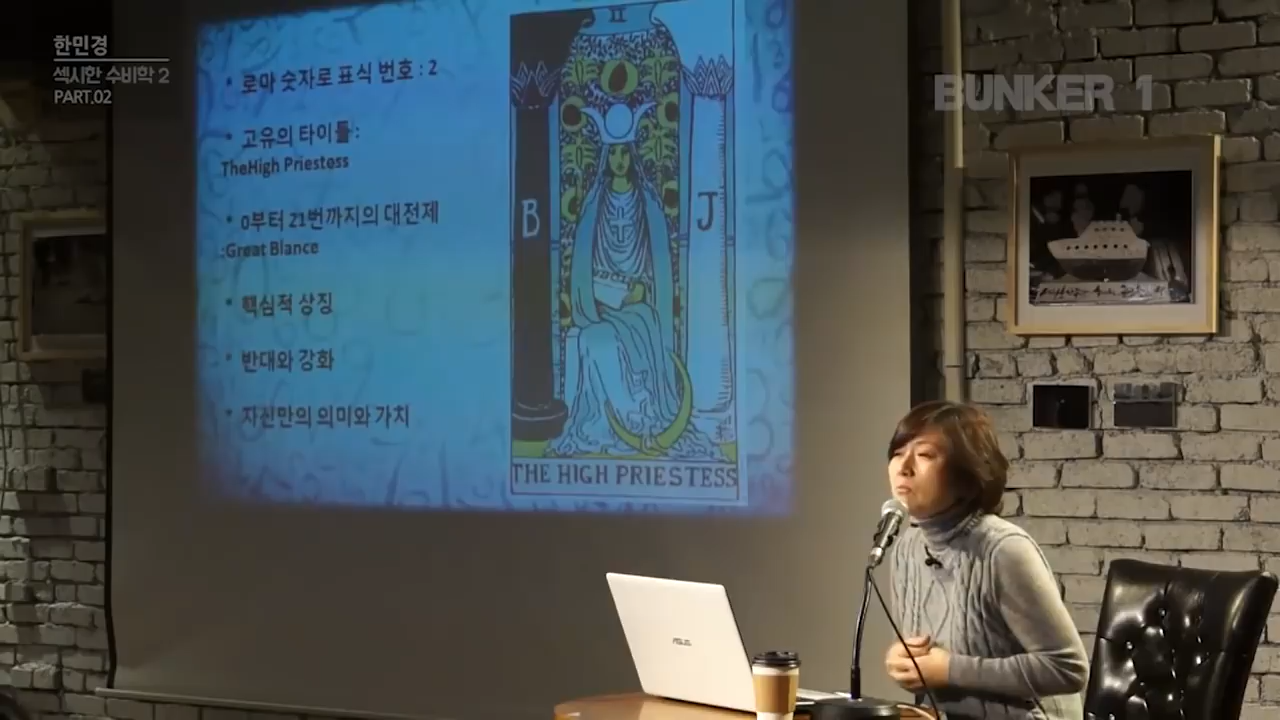 한민경
섹시한 수비학 2
PART.02
BUNKER 1
• 로마 숫자로 표식 번호 : 2
• 고유의 타이틀 :
TheHigh Priestess
• 0부터 21번까지의 대전제
:Great Blance
• 핵심적 상징
• 반대와 강화
• 자신만의 의미와 가치
II
B
J
THE HIGH PRIESTESS
ASUS